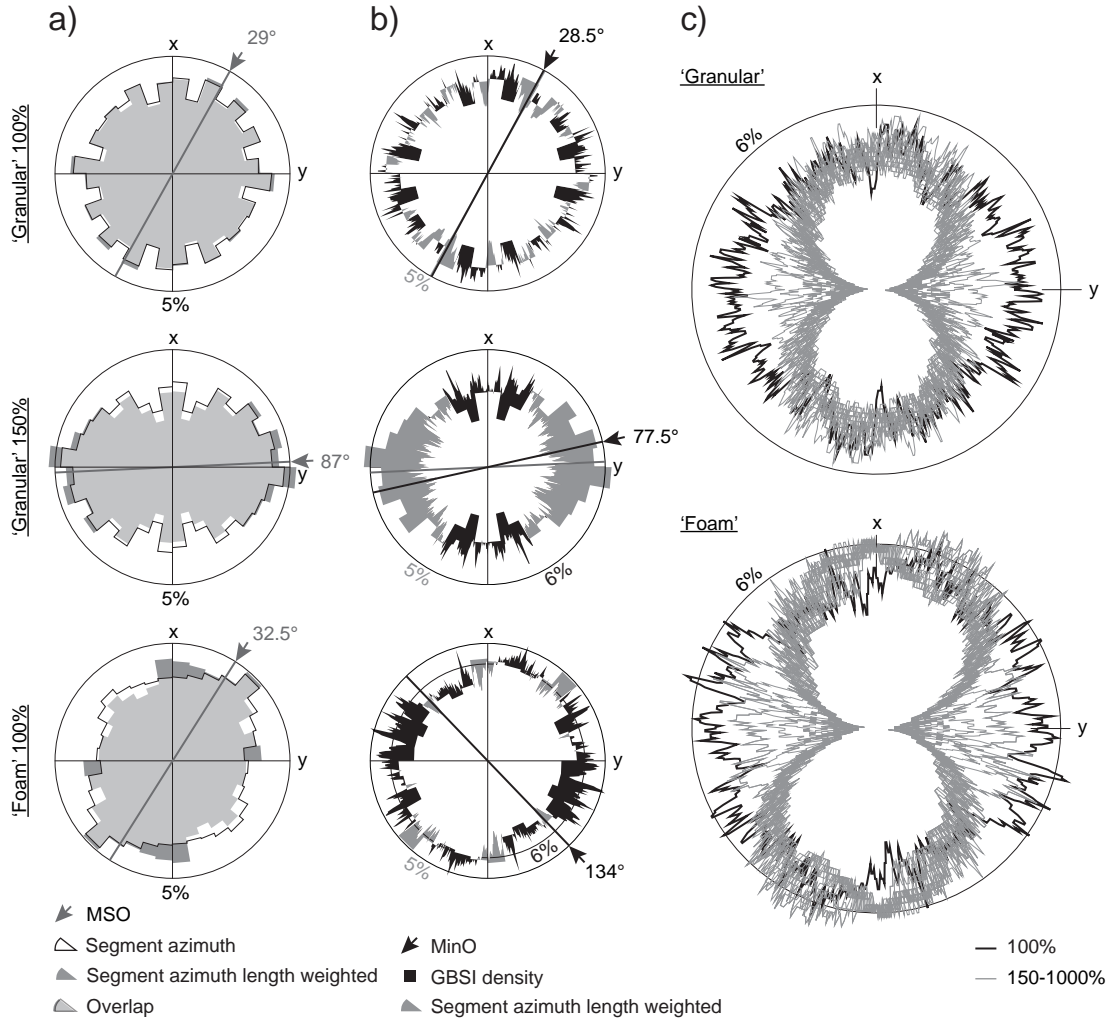 a)
b)
c)
x
29°
'Granular' 100%
y
5%
x
28.5°
5%
'Granular'
x
6%
y
x
'Granular' 150%
87°
y
5%
x
77.5°
y
5%
6%
'Foam'
x
6%
y
x
32.5°
'Foam' 100%
y
5%
x
y
5%
6%
134°
MSO
Segment azimuth
Segment azimuth length weighted
Overlap
MinO
GBSI density
Segment azimuth length weighted
100%
150-1000%